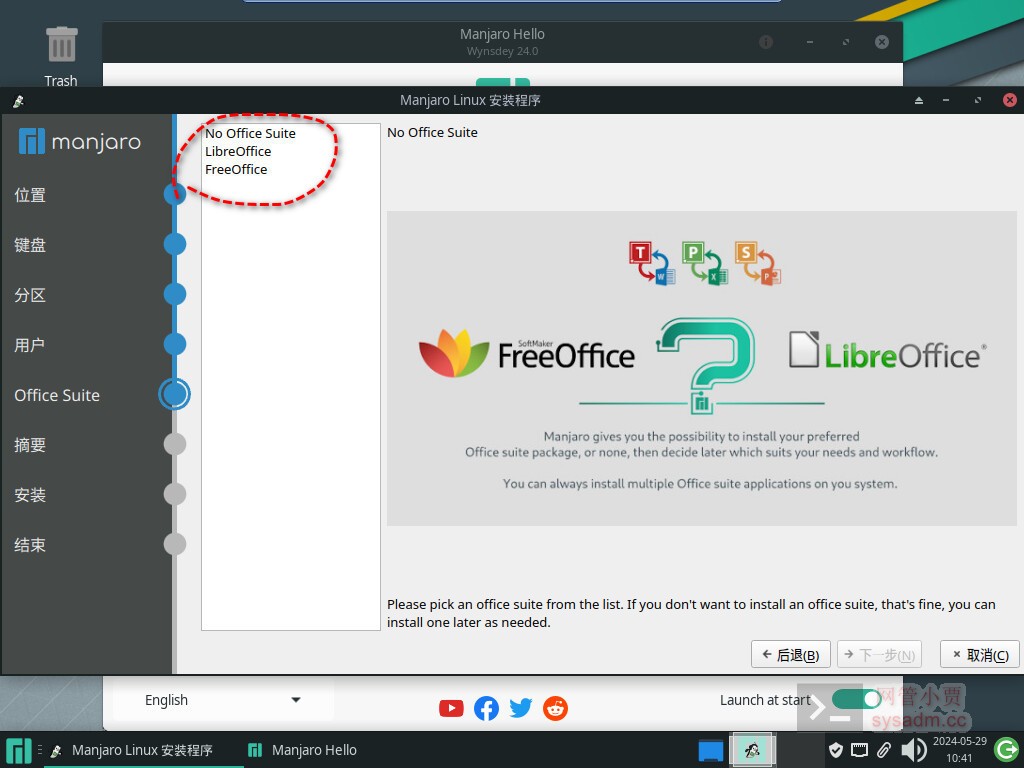 Manjaro Hello
Wynsdey 24.0
Trash
Manjaro Linux 安装程序
manjaro
位置
键盘
分区
用户
Office Suite
摘要
安装
结束
No Office Suite
LibreOffice
FreeOffice
No Office Suite
T P S
W X P
SoftMaker
FreeOffice
LibreOffice®
Manjaro gives you the possibility to install your preferred
Office suite package, or none, then decide later which suits your needs and workflow.
You can always install multiple Office suite applications on you system.
Please pick an office suite from the list. If you don't want to install an office suite, that's fine, you can
install one later as needed.
后退(B)
下一步(N)
取消(C)
English
Launch at start
网管小贾
sysadm.cc
Manjaro Linux 安装程序
Manjaro Hello
2024-05-29
10:41